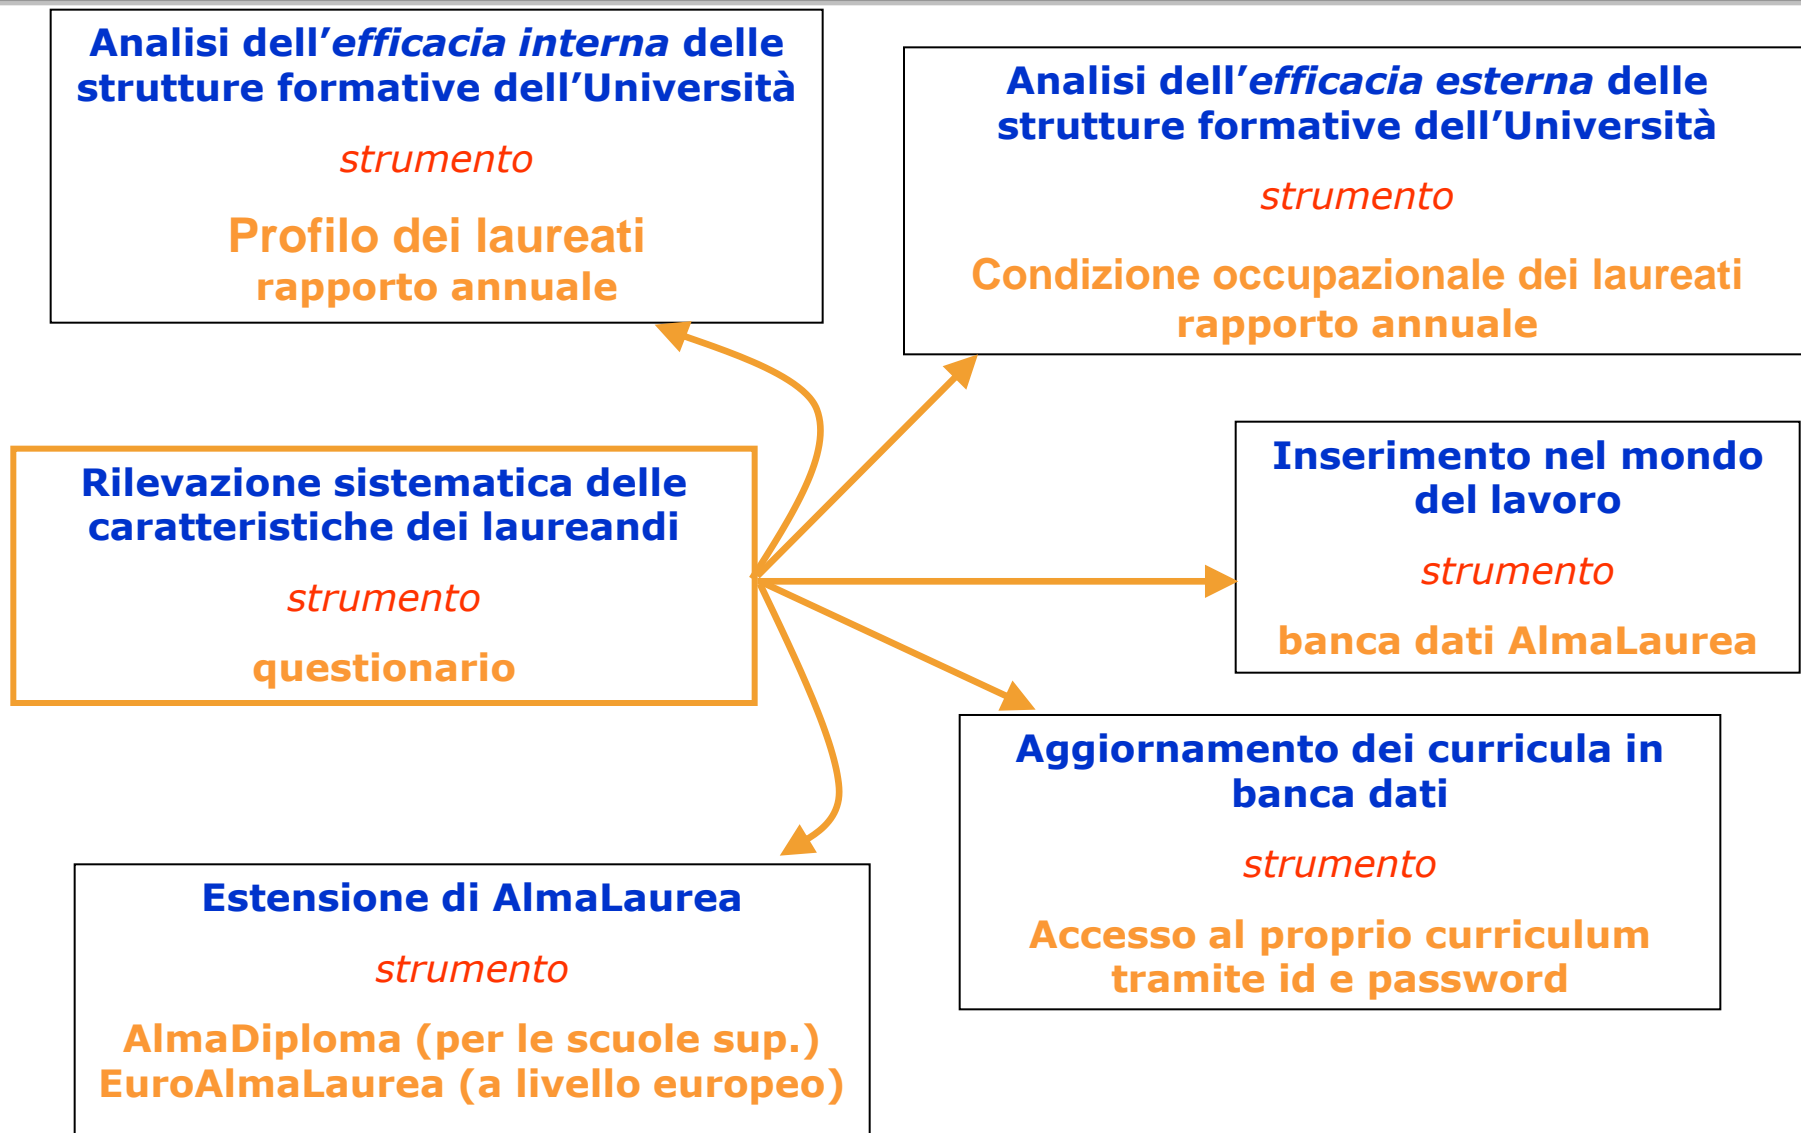 Analisi dell’efficacia interna delle
strutture formative dell’Università
strumento
Profilo dei laureati
rapporto annuale
Analisi dell’efficacia esterna delle
strutture formative dell’Università
strumento
Condizione occupazionale dei laureati
rapporto annuale
Rilevazione sistematica delle
caratteristiche dei laureandi
strumento
questionario
Inserimento nel mondo
del lavoro
strumento
banca dati AlmaLaurea
Aggiornamento dei curricula in
banca dati
strumento
Accesso al proprio curriculum
tramite id e password
Estensione di AlmaLaurea
strumento
AlmaDiploma (per le scuole sup.)
EuroAlmaLaurea (a livello europeo)